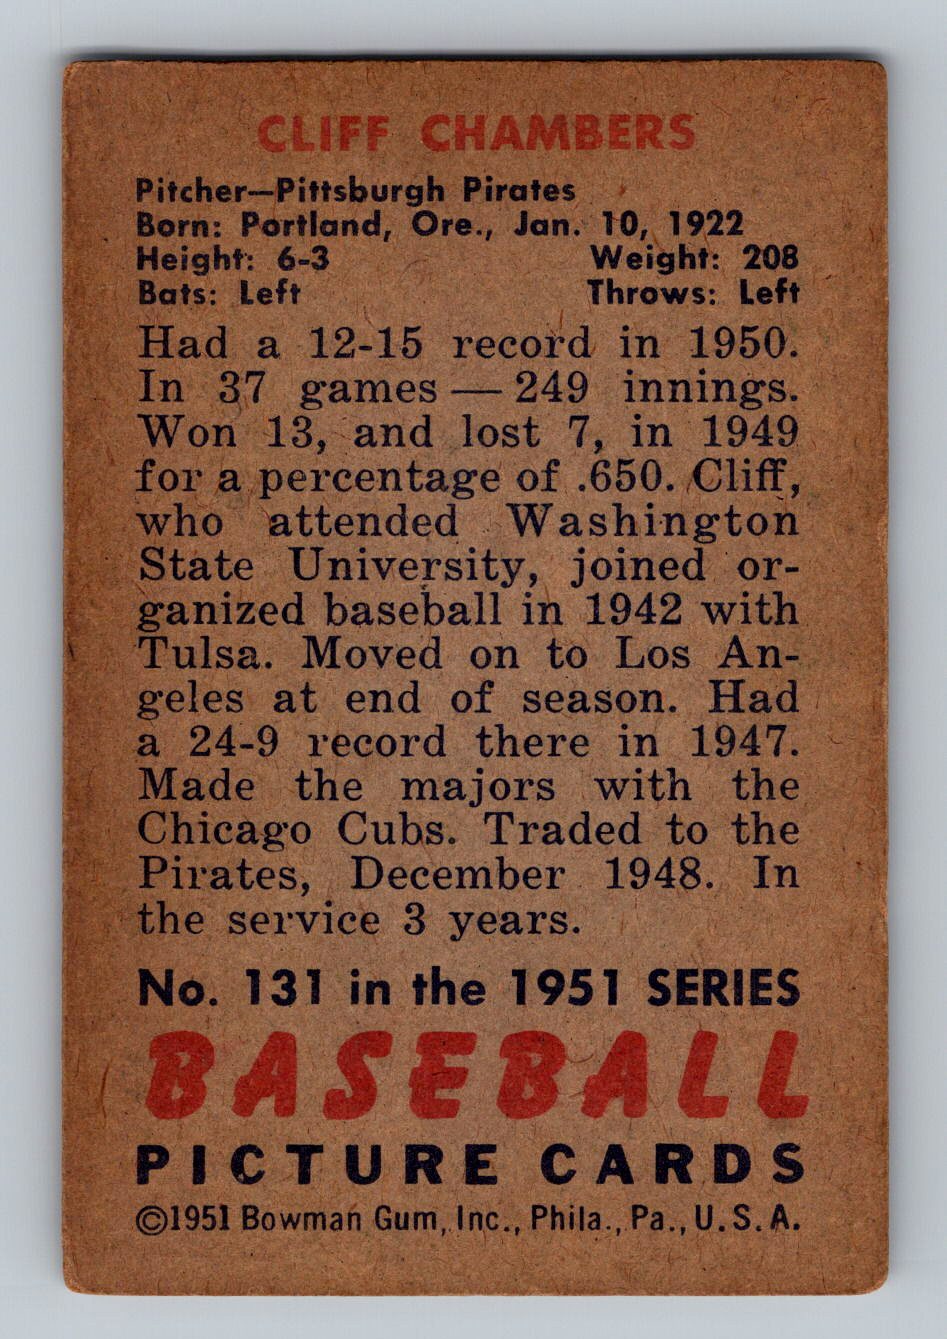 CLIFF CHAMBERS
Pitcher—Pittsburgh Pirates
Born: Portland, Ore., Jan. 10, 1922
Height: 6-3 Weight: 208
Bats: Left Throws: Left
Had a 12-15 record in 1950.
In 37 games — 249 innings.
Won 13, and lost 7, in 1949
for a percentage of .650. Cliff,
who attended Washington
State University, joined or-
ganized baseball in 1942 with
Tulsa. Moved on to Los An-
geles at end of season. Had
a 24-9 record there in 1947.
Made the majors with the
Chicago Cubs. Traded to the
Pirates, December 1948. In
the service 3 years.
No. 131 in the 1951 SERIES
BASEBALL
PICTURE CARDS
©1951 Bowman Gum, Inc., Phila., Pa., U.S.A.